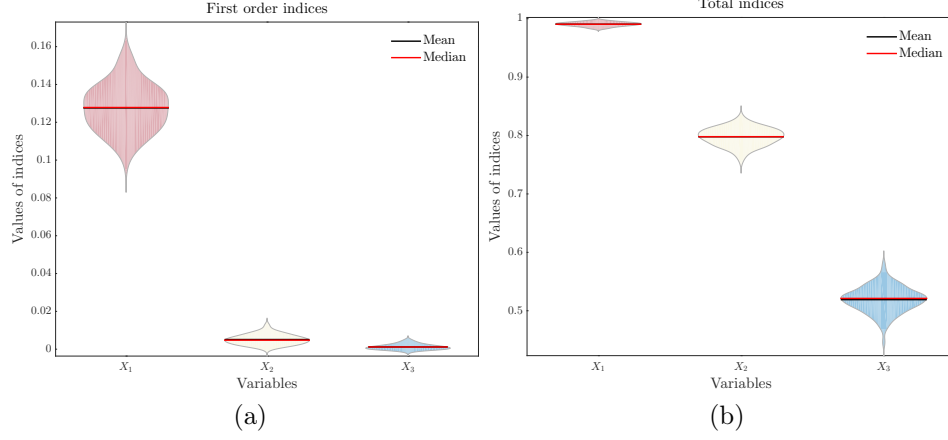 First order indices
0.16
0.14
0.12
0.1
0.08
0.06
0.04
0.02
0
Values of indices
Mean
Median
X₁
X₂
X₃
Variables
(a)
Total indices
1
0.9
0.8
0.7
0.6
0.5
Values of indices
Mean
Median
X₁
X₂
X₃
Variables
(b)